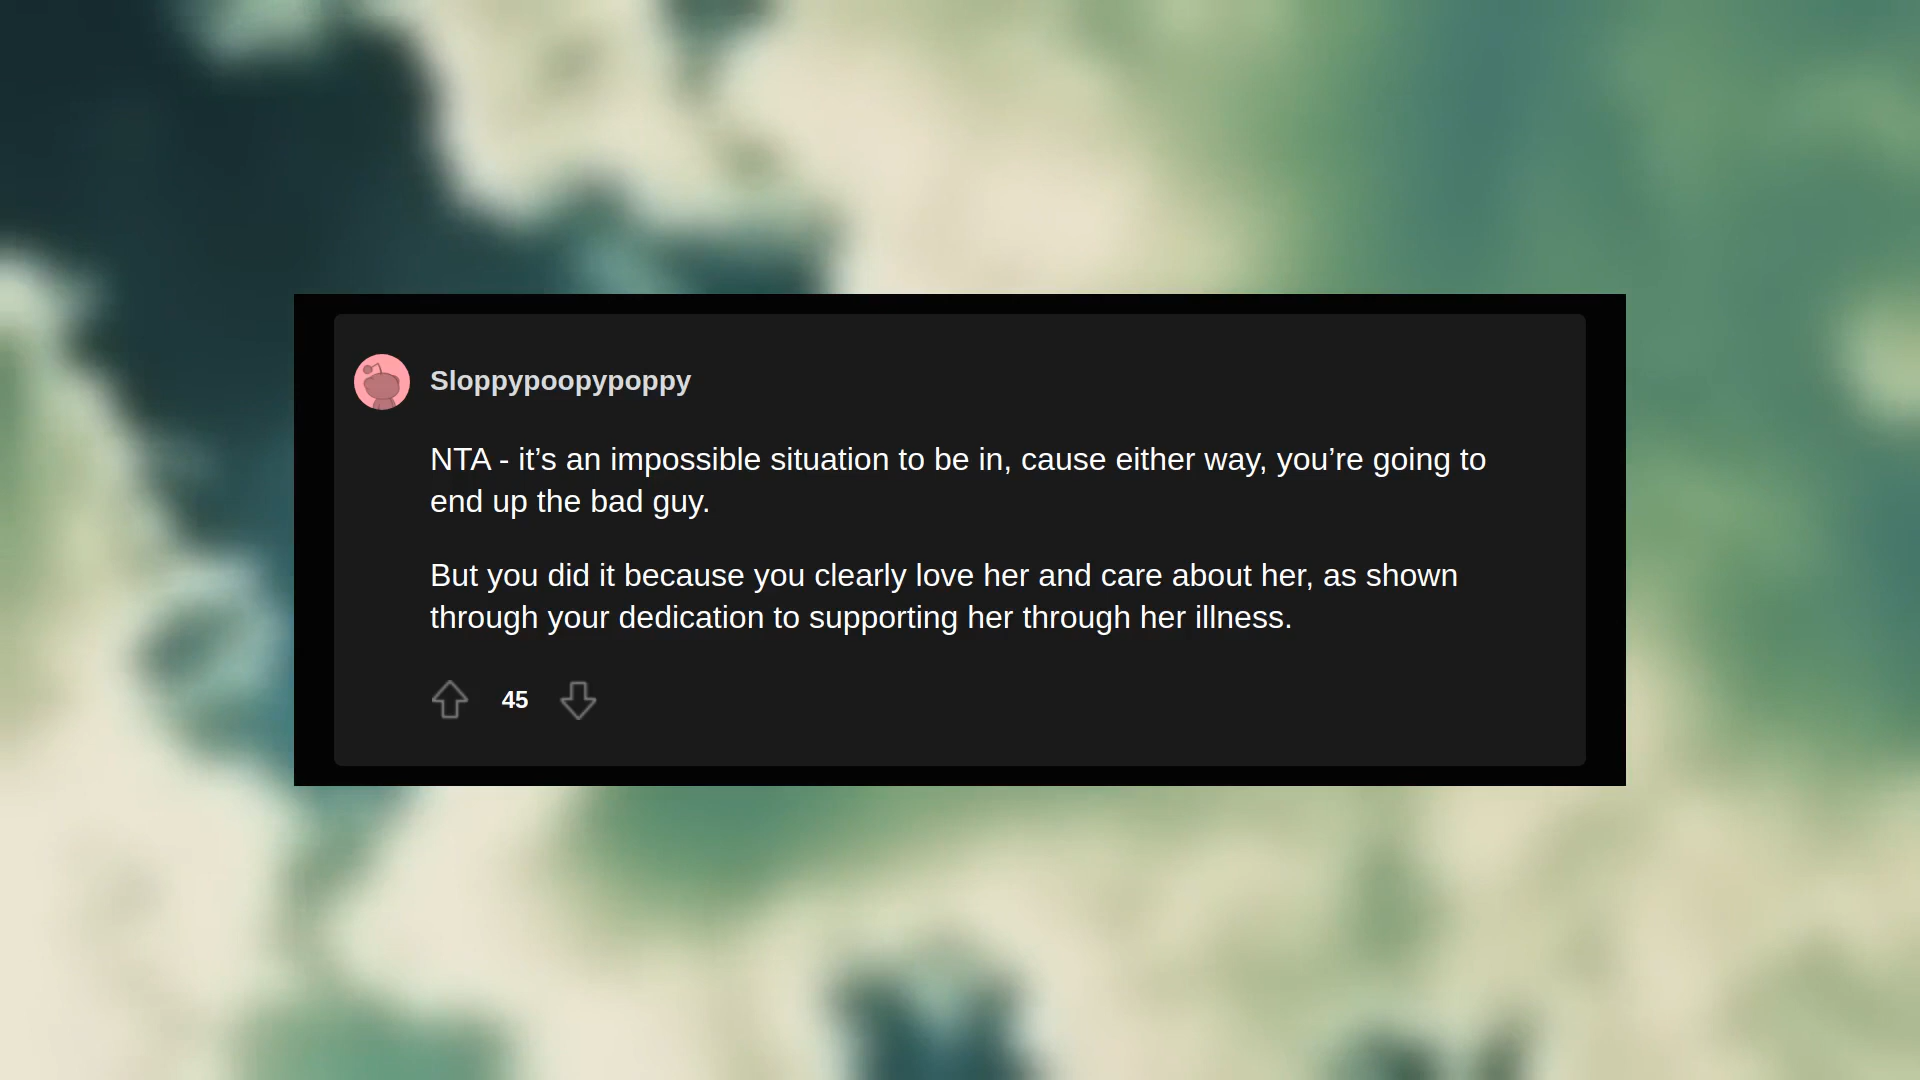 Sloppypoopypoppy
NTA - it’s an impossible situation to be in, cause either way, you’re going to
end up the bad guy.
But you did it because you clearly love her and care about her, as shown
through your dedication to supporting her through her illness.
45